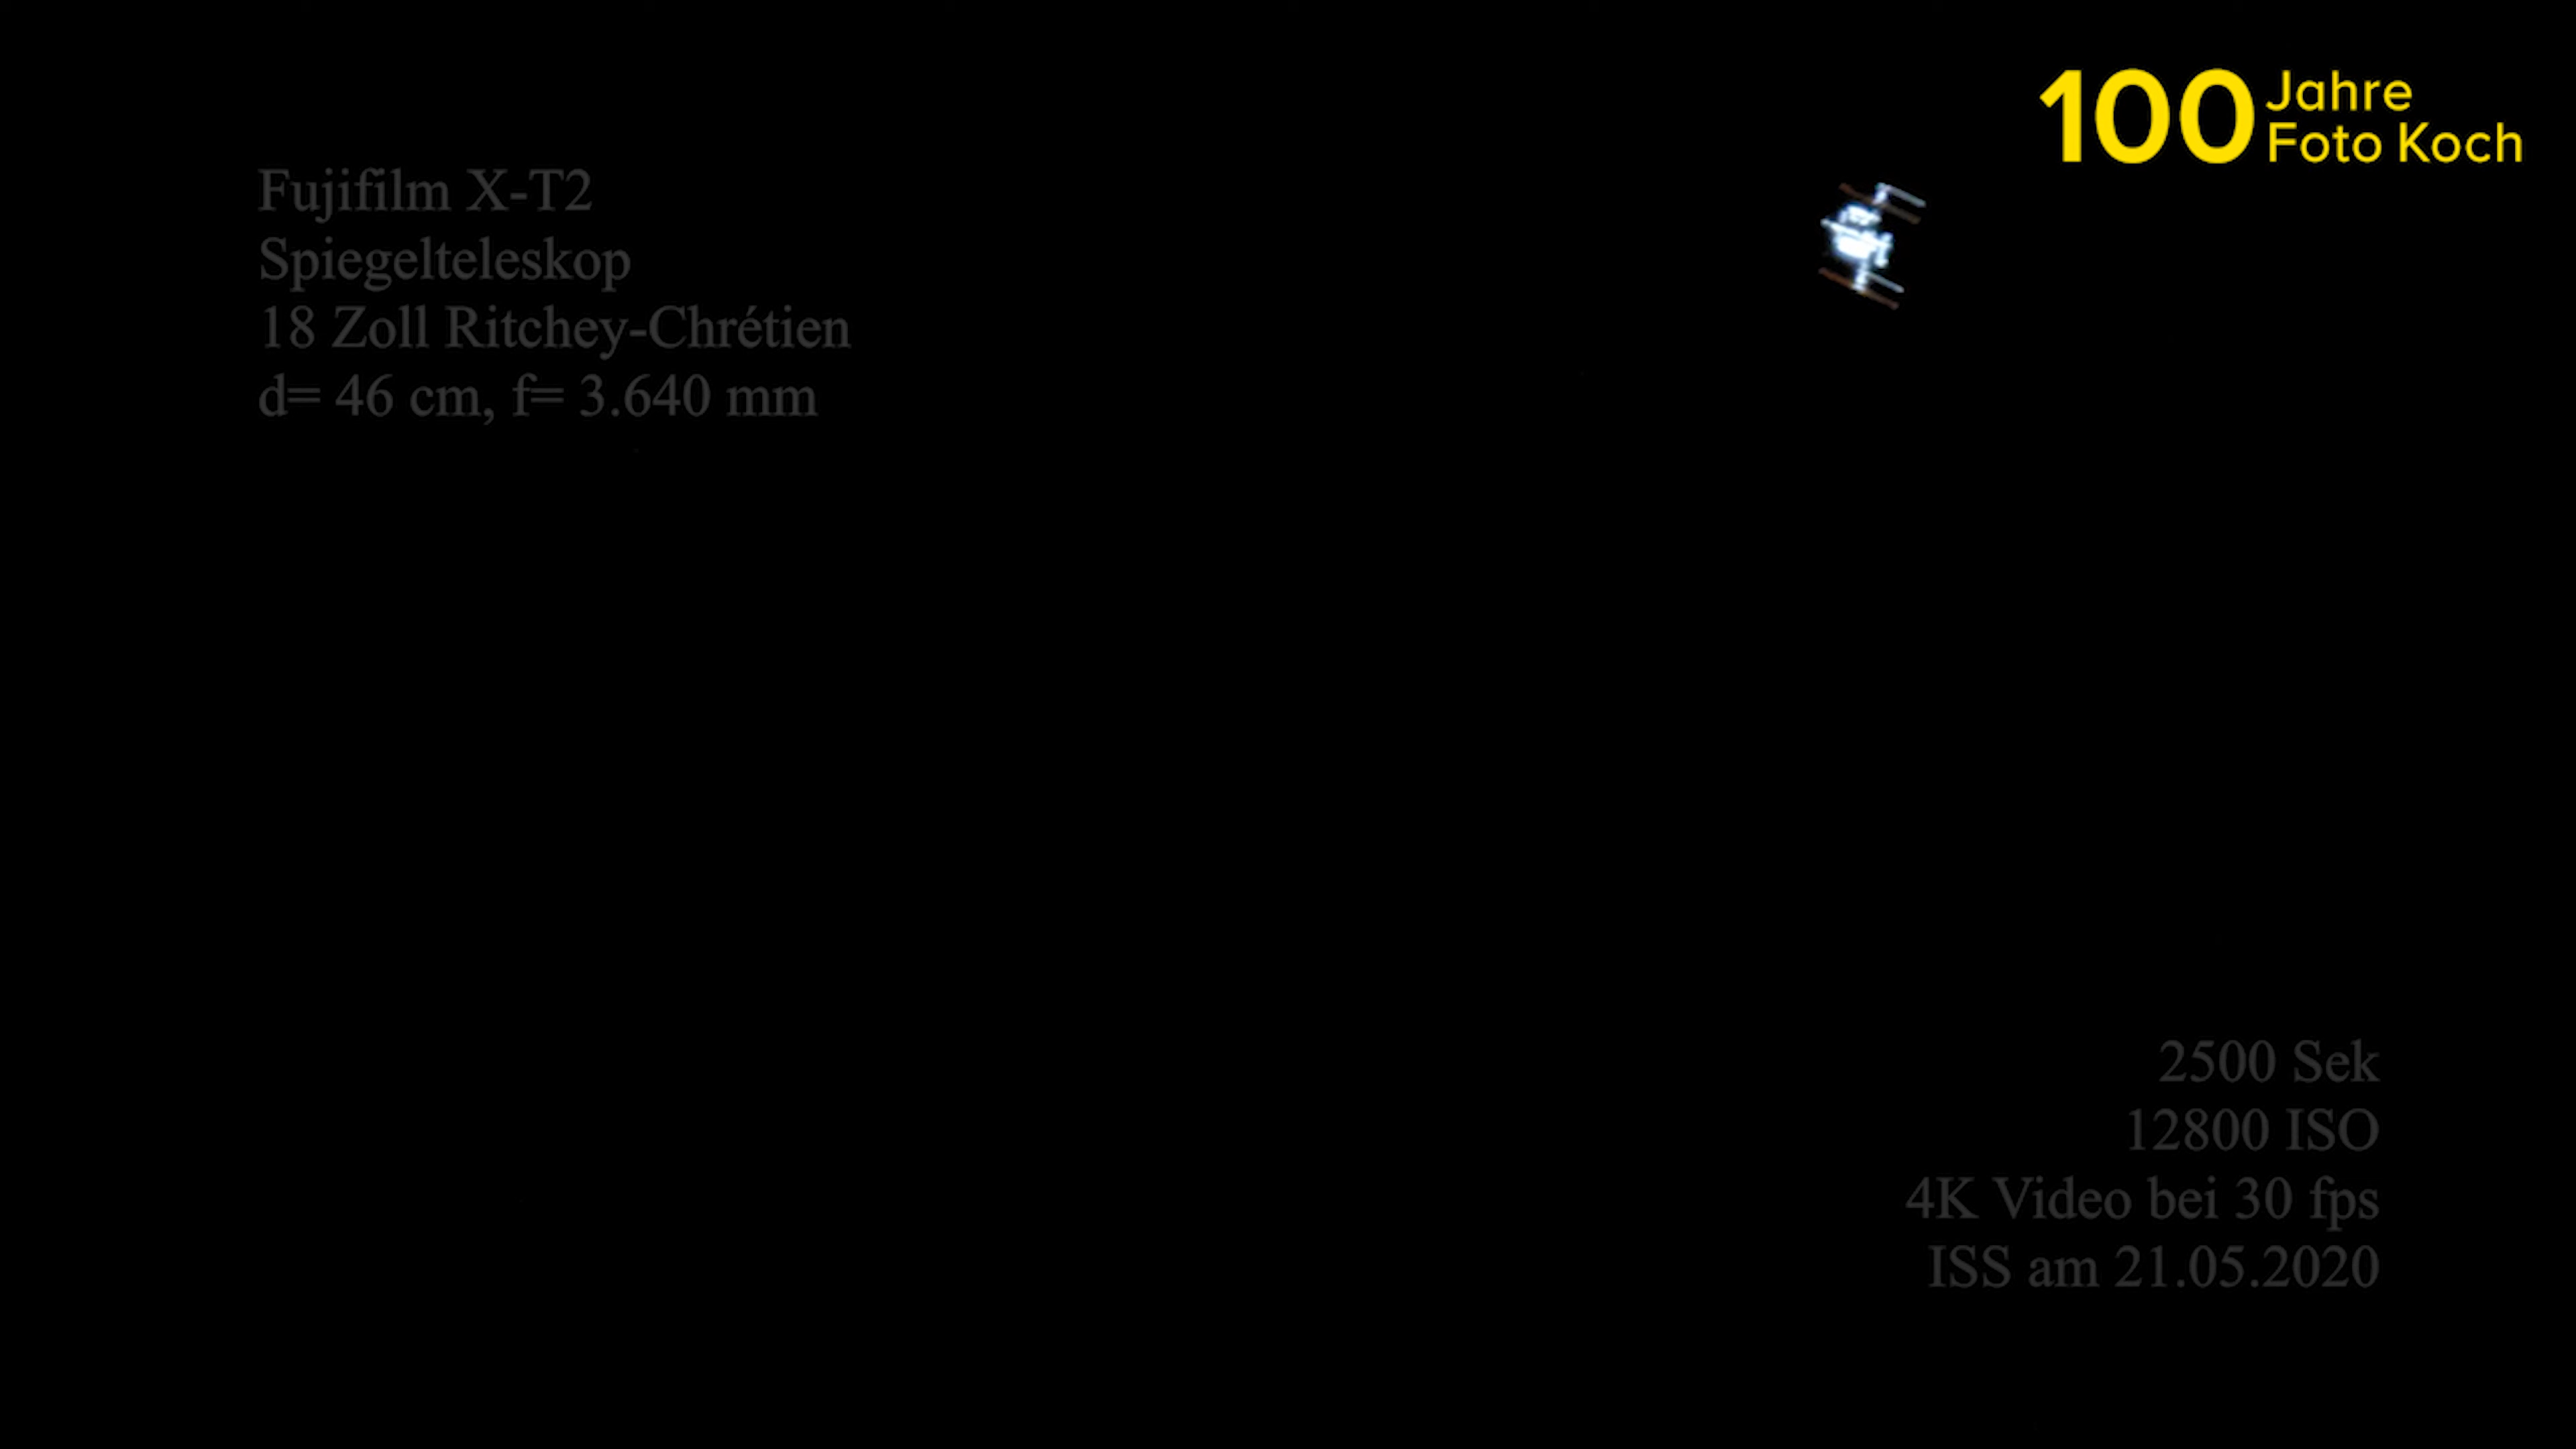 100 Jahre
Foto Koch
Fujifilm X-T2
Spiegelteleskop
18 Zoll Ritchey-Chrétien
d= 46 cm, f= 3.640 mm
2500 Sek
12800 ISO
4K Video bei 30 fps
ISS am 21.05.2020